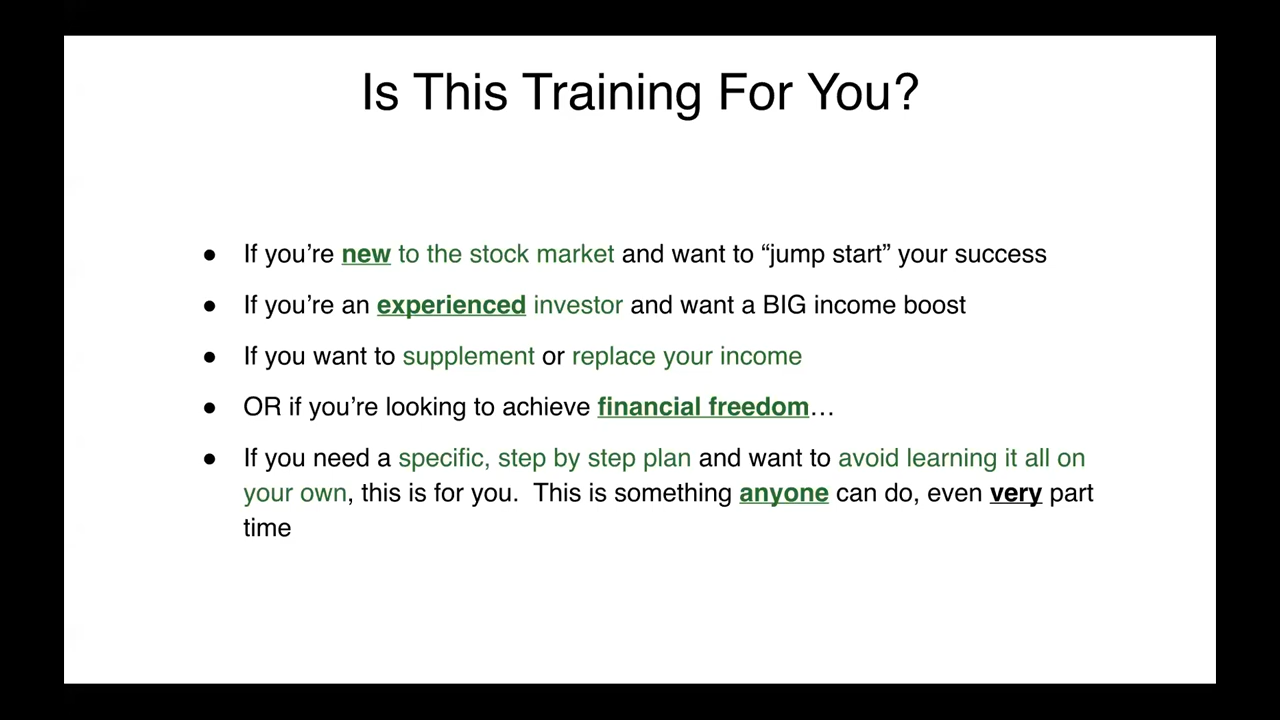 Is This Training For You?
● If you’re new to the stock market and want to “jump start” your success
● If you’re an experienced investor and want a BIG income boost
● If you want to supplement or replace your income
● OR if you’re looking to achieve financial freedom…
● If you need a specific, step by step plan and want to avoid learning it all on
your own, this is for you.  This is something anyone can do, even very part
time